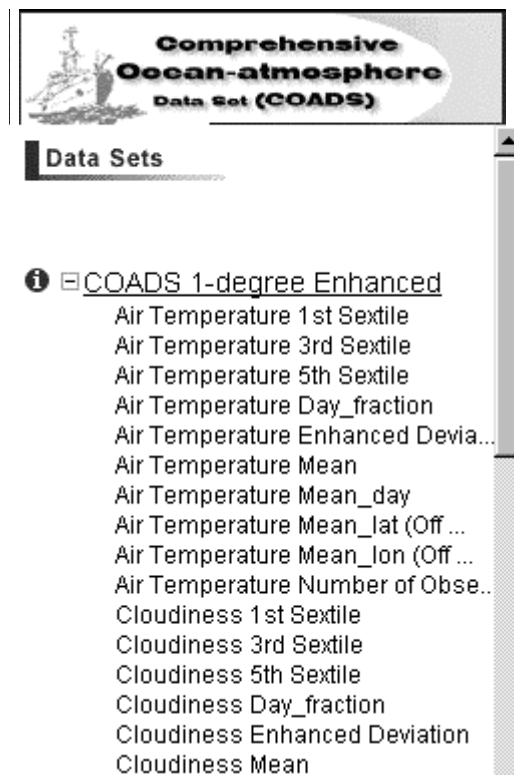 Comprehensive
Ocean-atmosphere
Data Set (COADS)
Data Sets
COADS 1-degree Enhanced
Air Temperature 1st Sextile
Air Temperature 3rd Sextile
Air Temperature 5th Sextile
Air Temperature Day_fraction
Air Temperature Enhanced Devia...
Air Temperature Mean
Air Temperature Mean_day
Air Temperature Mean_lat (Off ...
Air Temperature Mean_lon (Off ...
Air Temperature Number of Obse..
Cloudiness 1st Sextile
Cloudiness 3rd Sextile
Cloudiness 5th Sextile
Cloudiness Day_fraction
Cloudiness Enhanced Deviation
Cloudiness Mean